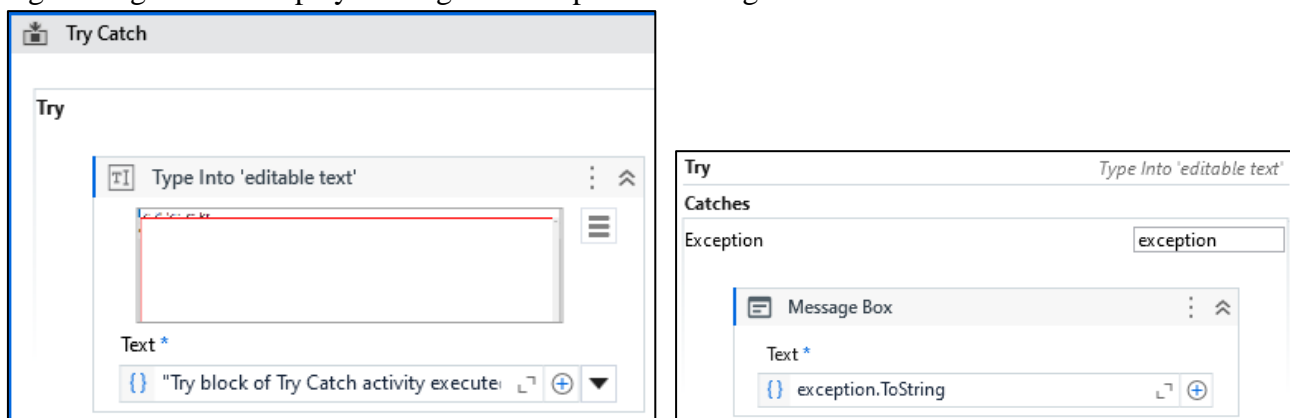 Try Catch
Try
Type Into 'editable text'
Text *
{} "Try block of Try Catch activity execute
Try Type Into 'editable text'
Catches
Exception exception
Message Box
Text *
{} exception.ToString